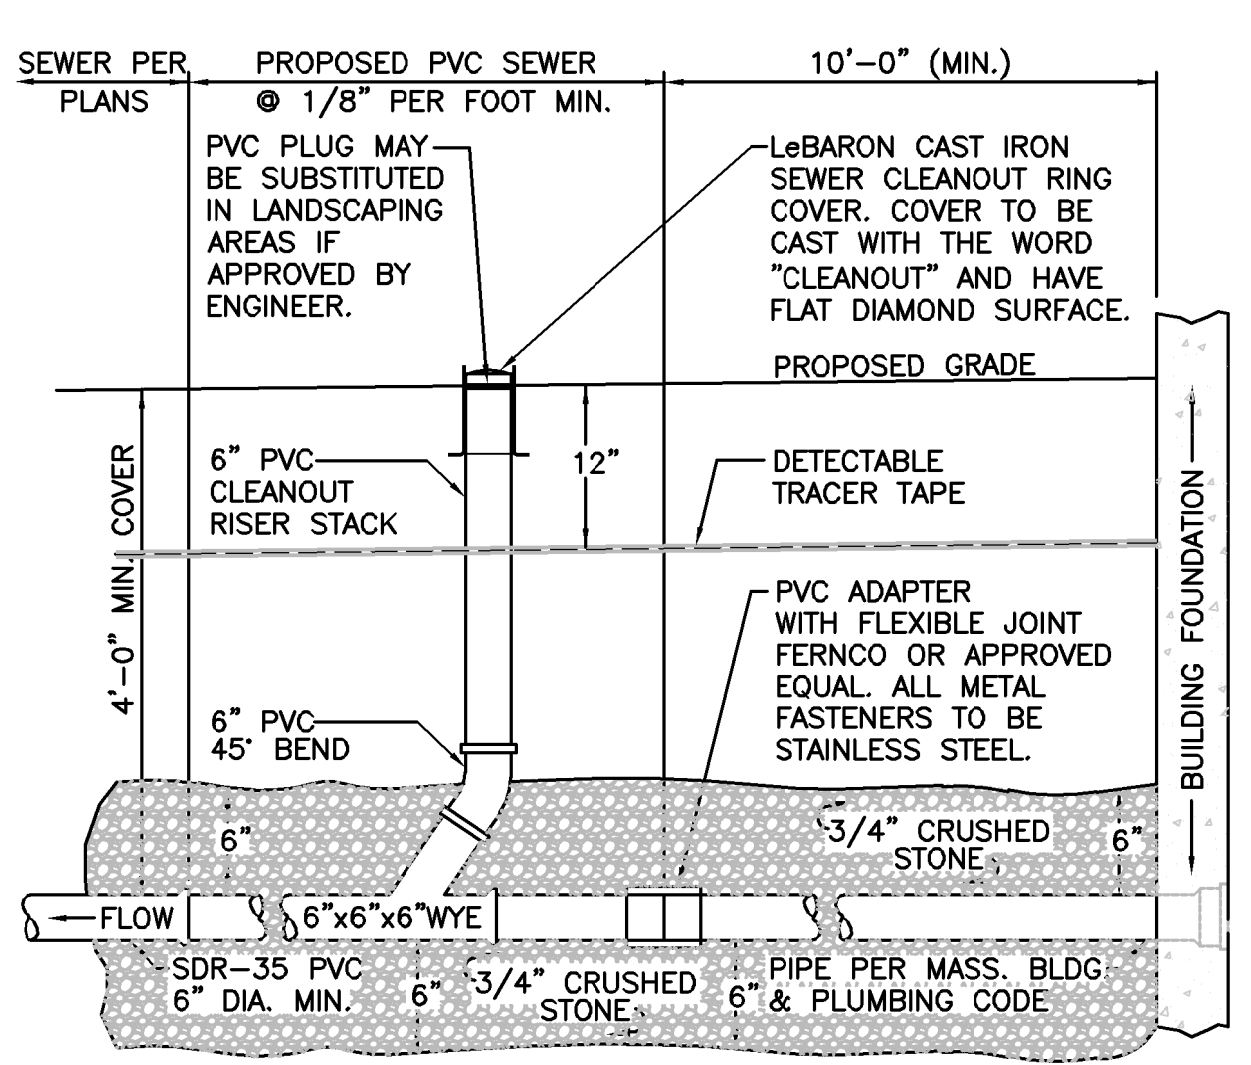 SEWER PER
PLANS
PROPOSED PVC SEWER
@ 1/8" PER FOOT MIN.
10'-0" (MIN.)
PVC PLUG MAY
BE SUBSTITUTED
IN LANDSCAPING
AREAS IF
APPROVED BY
ENGINEER.
LeBARON CAST IRON
SEWER CLEANOUT RING
COVER. COVER TO BE
CAST WITH THE WORD
"CLEANOUT" AND HAVE
FLAT DIAMOND SURFACE.
PROPOSED GRADE
4'-0" MIN. COVER
6" PVC
CLEANOUT
RISER STACK
12"
DETECTABLE
TRACER TAPE
BUILDING FOUNDATION
PVC ADAPTER
WITH FLEXIBLE JOINT
FERNCO OR APPROVED
EQUAL. ALL METAL
FASTENERS TO BE
STAINLESS STEEL.
6" PVC
45° BEND
6"
3/4" CRUSHED
STONE
6"
FLOW
6"x6"x6"WYE
SDR-35 PVC
6" DIA. MIN.
6"
3/4" CRUSHED
STONE
6"
PIPE PER MASS. BLDG.
& PLUMBING CODE